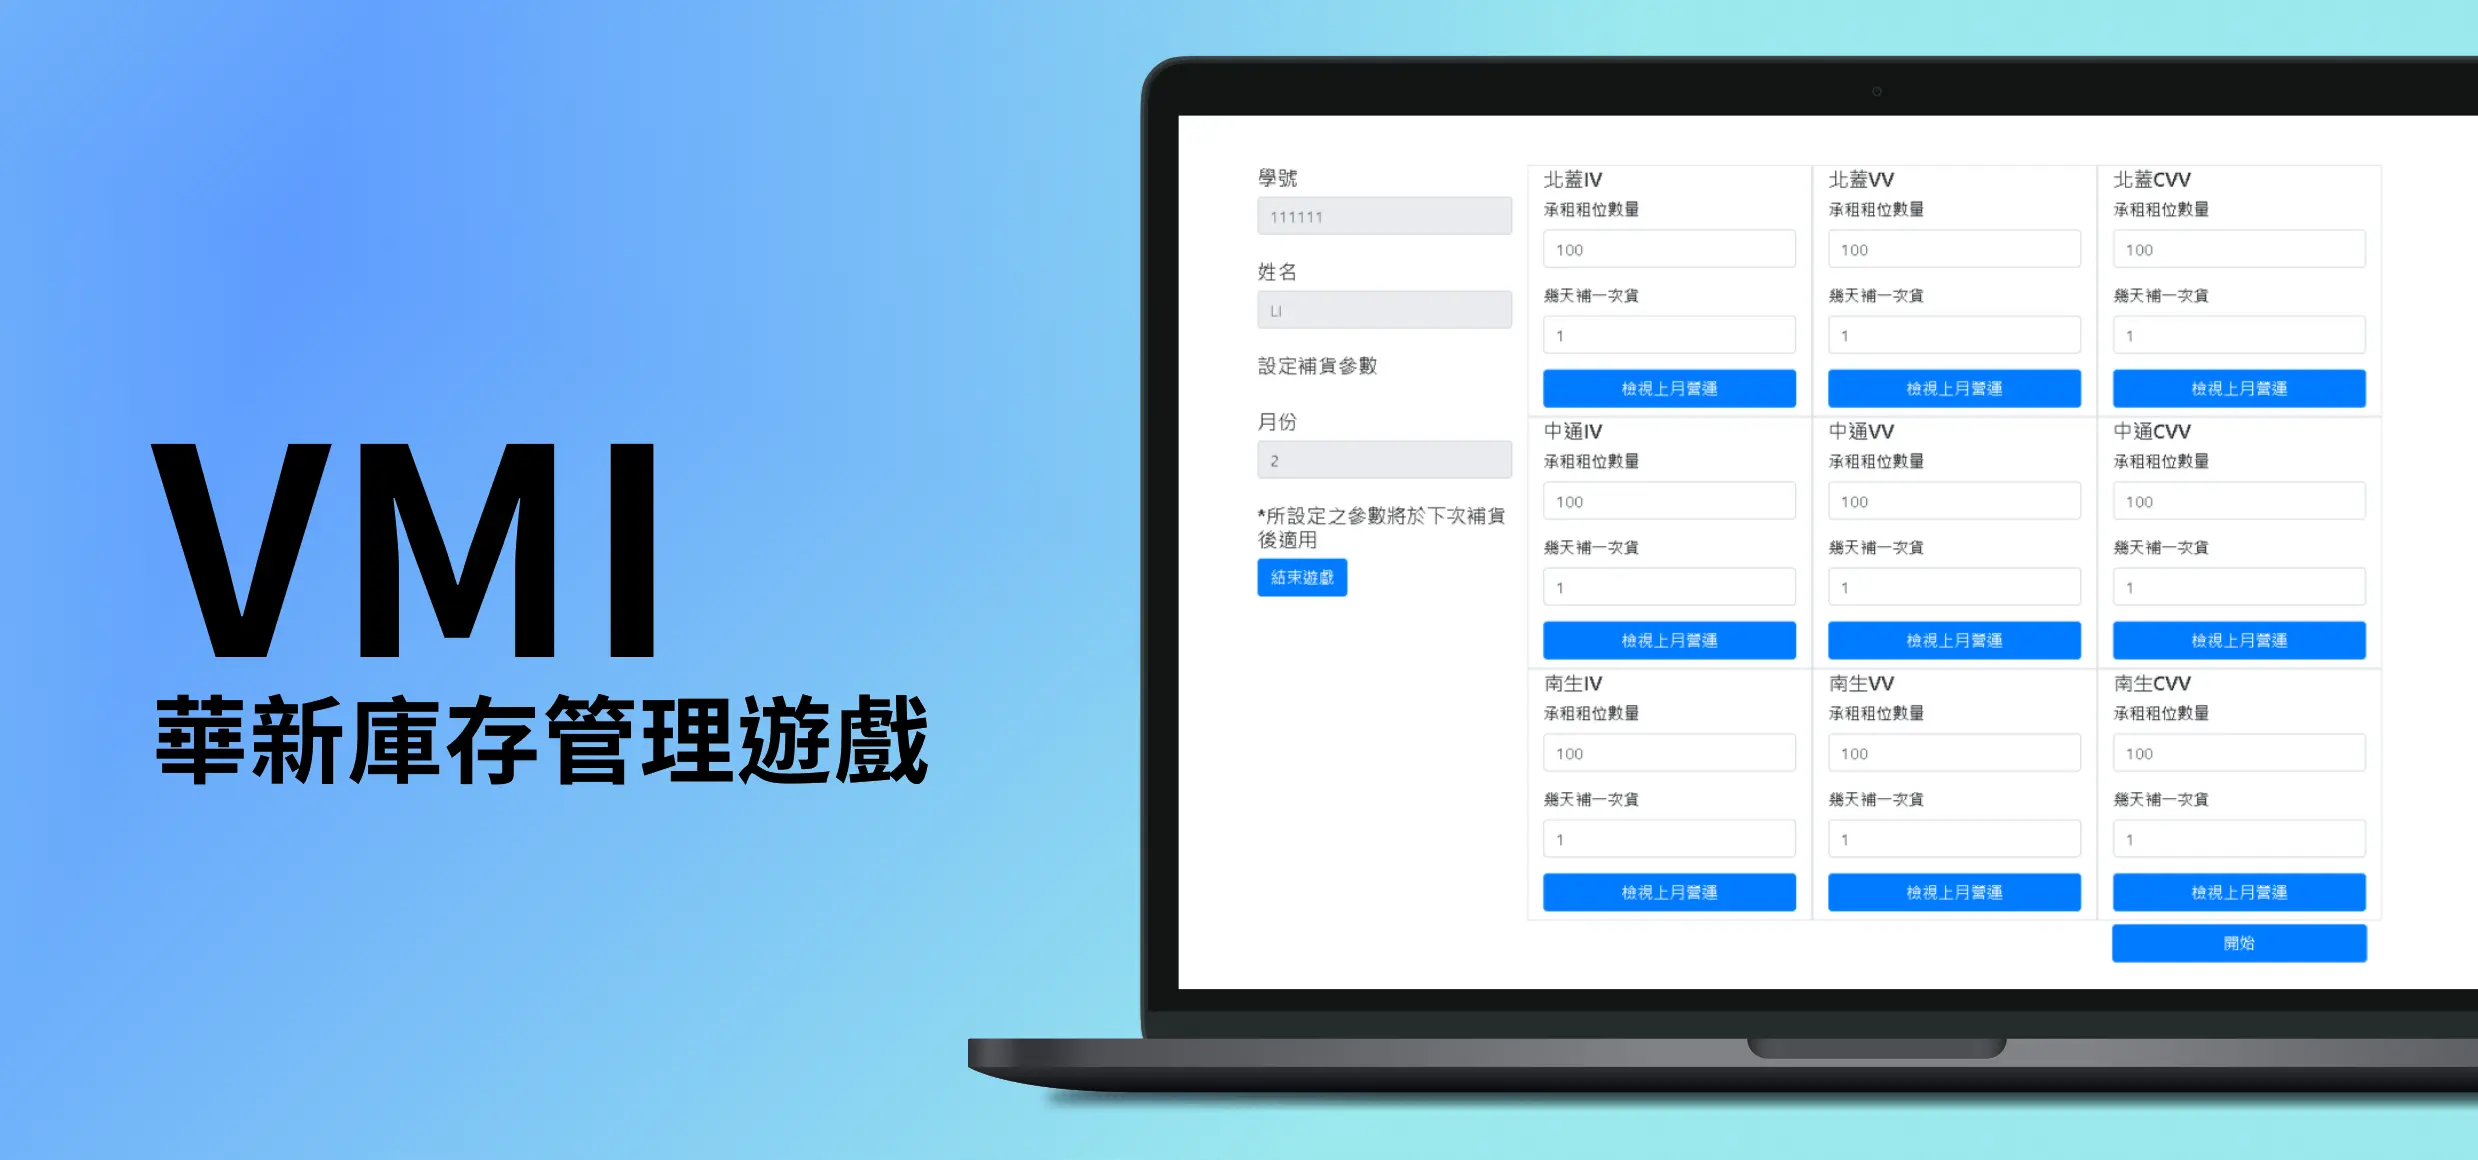 VMI
華新庫存管理遊戲
學號
111111
姓名
LI
設定補貨參數
月份
2
*所設定之參數將於下次補貨
後適用
結束遊戲
北蓋IV
承租租位數量
100
幾天補一次貨
1
檢視上月營運
北蓋VV
承租租位數量
100
幾天補一次貨
1
檢視上月營運
北蓋CVV
承租租位數量
100
幾天補一次貨
1
檢視上月營運
中通IV
承租租位數量
100
幾天補一次貨
1
檢視上月營運
中通VV
承租租位數量
100
幾天補一次貨
1
檢視上月營運
中通CVV
承租租位數量
100
幾天補一次貨
1
檢視上月營運
南生IV
承租租位數量
100
幾天補一次貨
1
檢視上月營運
南生VV
承租租位數量
100
幾天補一次貨
1
檢視上月營運
南生CVV
承租租位數量
100
幾天補一次貨
1
檢視上月營運
開始